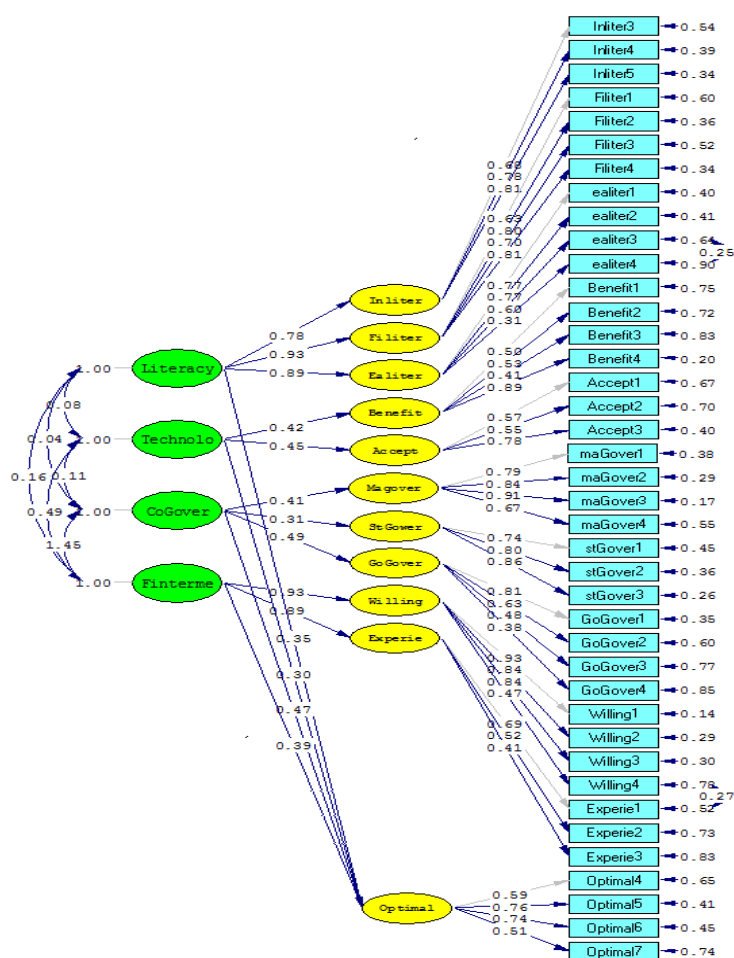 Inliter3 0.54
Inliter4 0.39
Inliter5 0.34
Filiter1 0.60
Filiter2 0.36
Filiter3 0.52
Filiter4 0.34
ealiter1 0.40
ealiter2 0.41
ealiter3 0.64
0.25
ealiter4 0.90
Benefit1 0.75
Benefit2 0.72
Benefit3 0.83
Benefit4 0.20
Accept1 0.67
Accept2 0.70
Accept3 0.40
maGover1 0.38
maGover2 0.29
maGover3 0.17
maGover4 0.55
stGover1 0.45
stGover2 0.36
stGover3 0.26
GoGover1 0.35
GoGover2 0.60
GoGover3 0.77
GoGover4 0.85
Willing1 0.14
Willing2 0.29
Willing3 0.30
Willing4 0.78
0.27
Experie1 0.52
Experie2 0.73
Experie3 0.83
Optimal4 0.65
Optimal5 0.41
Optimal6 0.45
Optimal7 0.74
0.78
0.81
0.63
0.80
0.70
0.81
0.77
0.77
0.60
0.31
0.50
0.53
0.41
0.89
0.57
0.55
0.78
0.79
0.84
0.91
0.67
0.74
0.80
0.86
0.81
0.63
0.48
0.38
0.93
0.84
0.84
0.47
0.69
0.52
0.41
0.59
0.76
0.74
0.51
Inliter
Filiter
Ealiter
Benefit
Accept
Magover
StGower
GoGover
Willing
Experie
Optimal
0.78
0.93
0.89
0.42
0.45
0.41
0.31
0.49
0.93
0.89
0.35
0.30
0.47
0.39
1.00 Literacy
1.00 Technolo
1.00 CoGover
1.00 Finterme
0.08
0.04
0.11
0.16
0.49
1.45